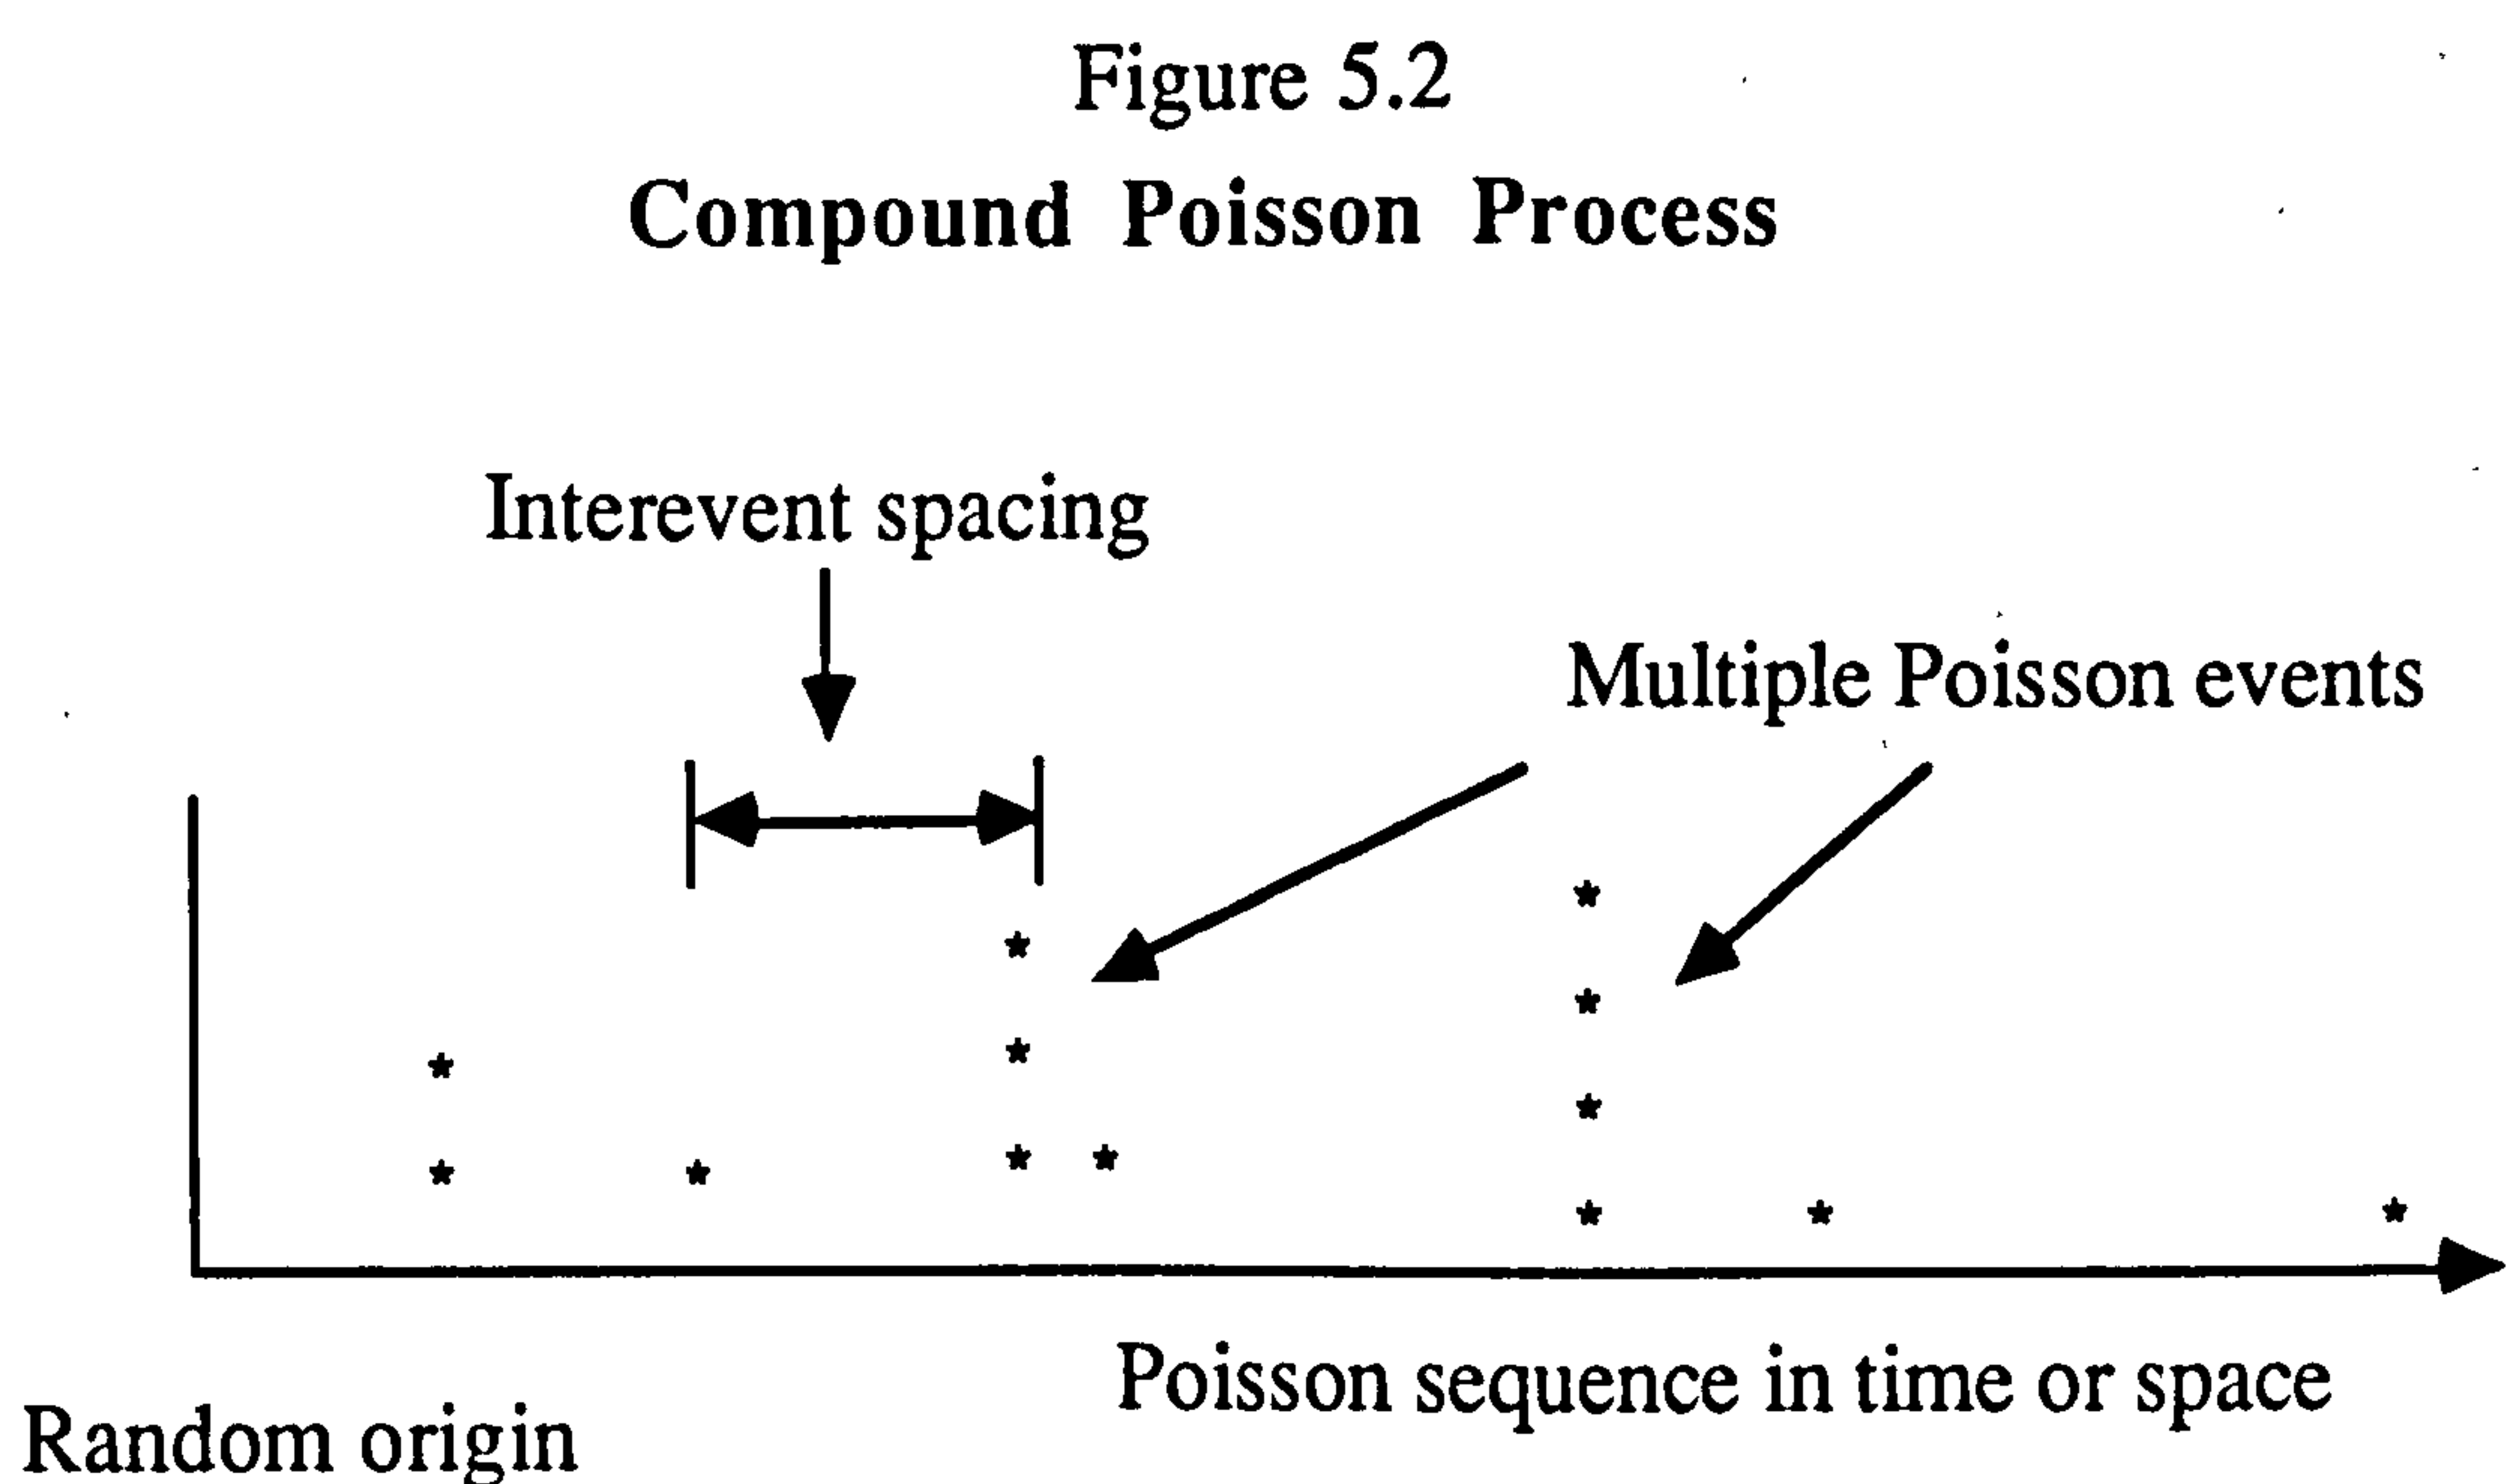 Figure 5.2
Compound Poisson Process
Interevent spacing
Multiple Poisson events
Poisson sequence in time or space
Random origin